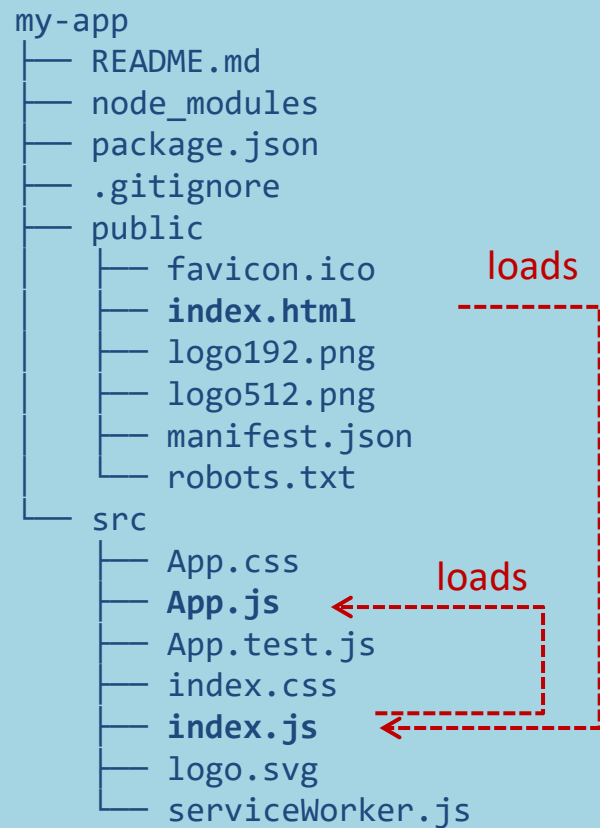 my-app
├── README.md
├── node_modules
├── package.json
├── .gitignore
├── public
│   ├── favicon.ico
loads
│   ├── index.html
│   ├── logo192.png
│   ├── logo512.png
│   ├── manifest.json
│   └── robots.txt
└── src
    ├── App.css
loads
    ├── App.js
    ├── App.test.js
    ├── index.css
    ├── index.js
    ├── logo.svg
    └── serviceWorker.js